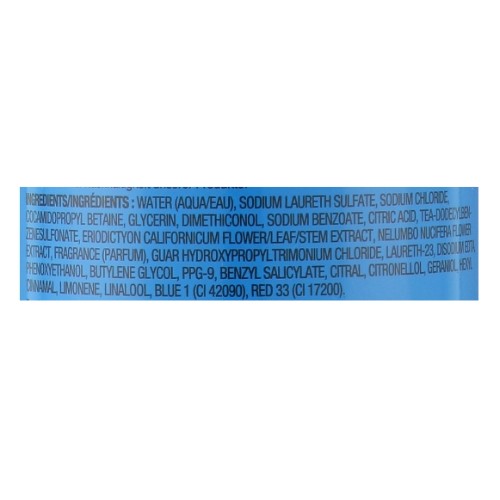 INGREDIENTS/INGRÉDIENTS : WATER (AQUA/EAU), SODIUM LAURETH SULFATE, SODIUM CHLORIDE,
COCAMIDOPROPYL BETAINE, GLYCERIN, DIMETHICONOL, SODIUM BENZOATE, CITRIC ACID, TEA-DODECYLBEN-
ZENESULFONATE, ERIODICTYON CALIFORNICUM FLOWER/LEAF/STEM EXTRACT, NELUMBO NUCIFERA FLOWER
EXTRACT, FRAGRANCE (PARFUM), GUAR HYDROXYPROPYLTRIMONIUM CHLORIDE, LAURETH-23, DISODIUM EDTA,
PHENOXYETHANOL, BUTYLENE GLYCOL, PPG-9, BENZYL SALICYLATE, CITRAL, CITRONELLOL, GERANIOL, HEXYL
CINNAMAL, LIMONENE, LINALOOL, BLUE 1 (CI 42090), RED 33 (CI 17200).